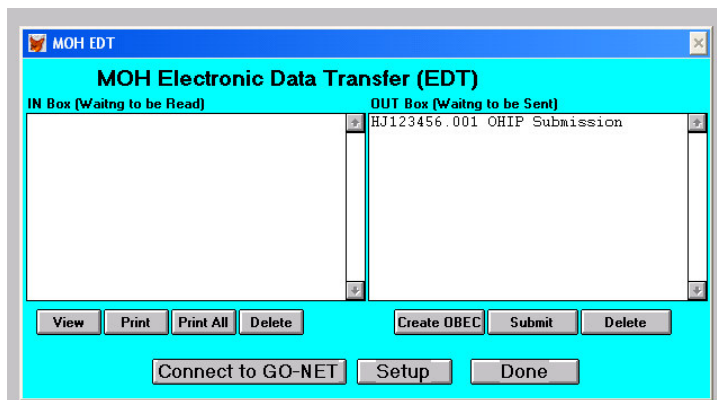 MOH EDT
MOH Electronic Data Transfer (EDT)
IN Box (Waitng to be Read)
OUT Box (Waitng to be Sent)
HJ123456.001 OHIP Submission
View Print Print All Delete
Create OBEC Submit Delete
Connect to GO-NET Setup Done